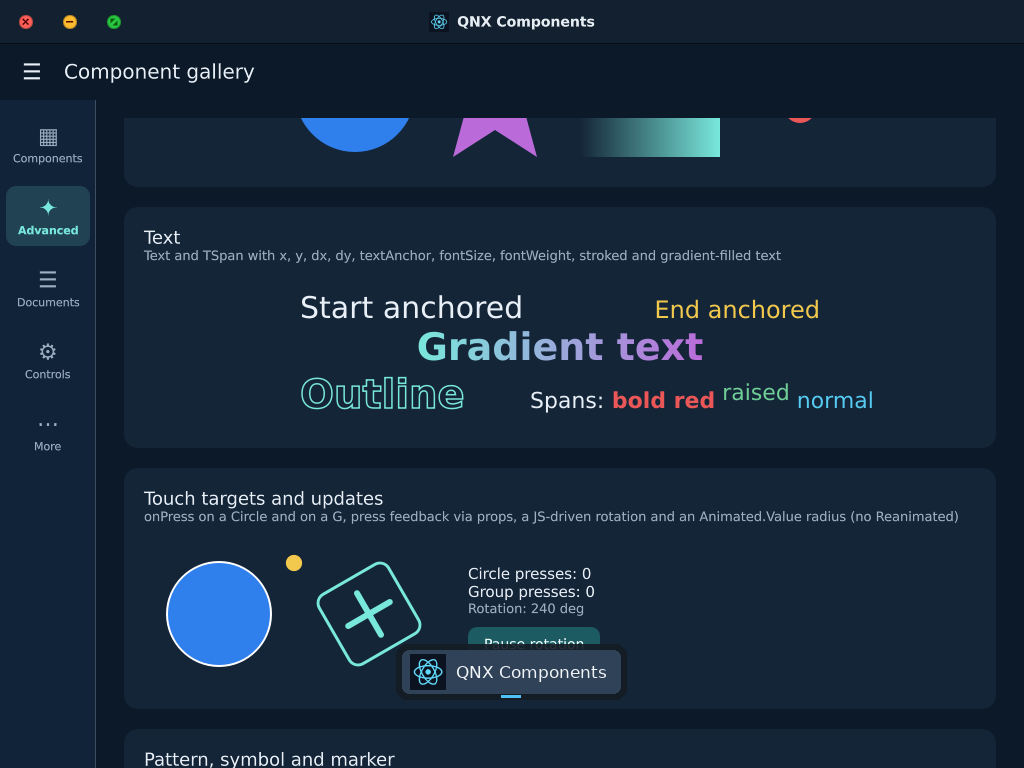 QNX Components
Component gallery
Components
Advanced
Documents
Controls
More
Text
Text and TSpan with x, y, dx, dy, textAnchor, fontSize, fontWeight, stroked and gradient-filled text
Start anchored
End anchored
Gradient text
Outline
Spans: bold red raised normal
Touch targets and updates
onPress on a Circle and on a G, press feedback via props, a JS-driven rotation and an Animated.Value radius (no Reanimated)
Circle presses: 0
Group presses: 0
Rotation: 240 deg
Pause rotation
QNX Components
Pattern, symbol and marker